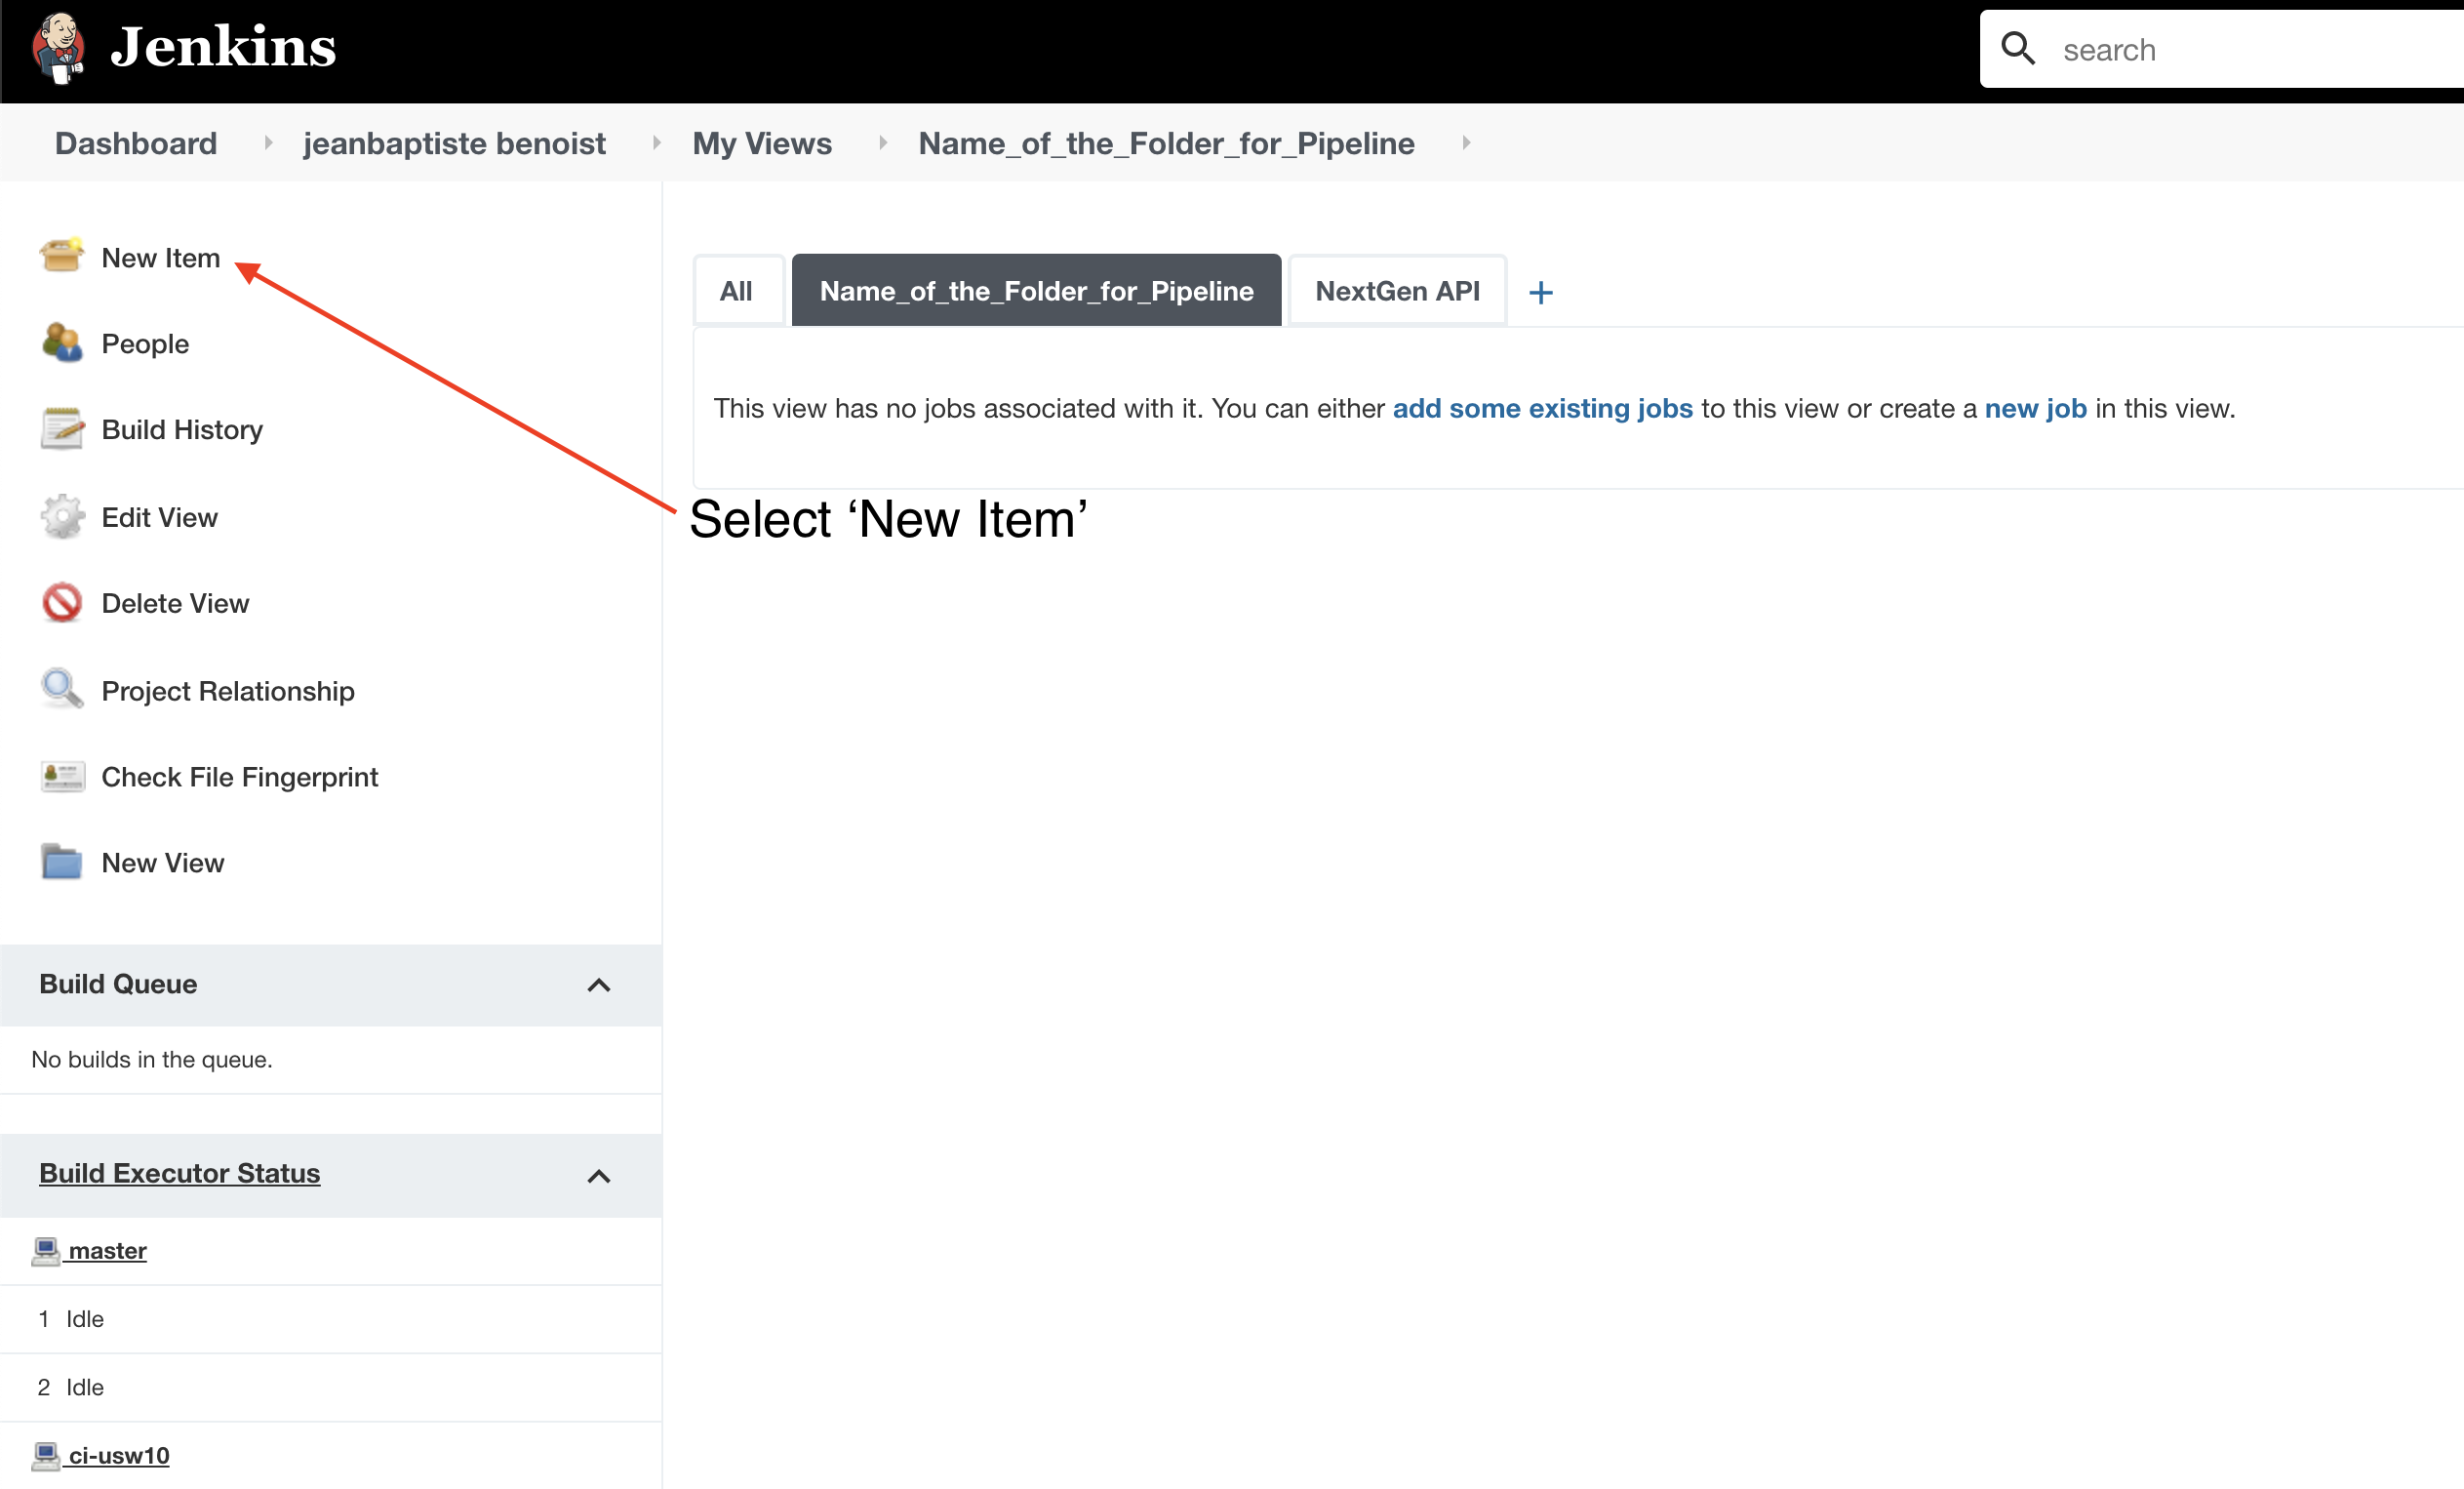 Jenkins
search
Dashboard jeanbaptiste benoist My Views Name_of_the_Folder_for_Pipeline
New Item
People
Build History
Edit View
Delete View
Project Relationship
Check File Fingerprint
New View
Build Queue
No builds in the queue.
Build Executor Status
master
1 Idle
2 Idle
ci-usw10
All Name_of_the_Folder_for_Pipeline NextGen API +
This view has no jobs associated with it. You can either add some existing jobs to this view or create a new job in this view.
Select ‘New Item’